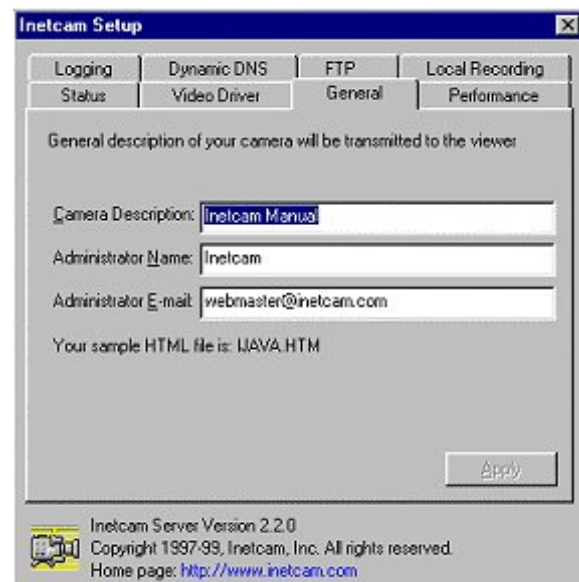 Inetcam Setup
Logging Dynamic DNS FTP Local Recording
Status Video Driver General Performance
General description of your camera will be transmitted to the viewer
Camera Description: Inetcam Manual
Administrator Name: Inetcam
Administrator E-mail: webmaster@inetcam.com
Your sample HTML file is: IJAVA.HTM
Apply
Inetcam Server Version 2.2.0
Copyright 1997-99, Inetcam, Inc. All rights reserved.
Home page: http://www.inetcam.com